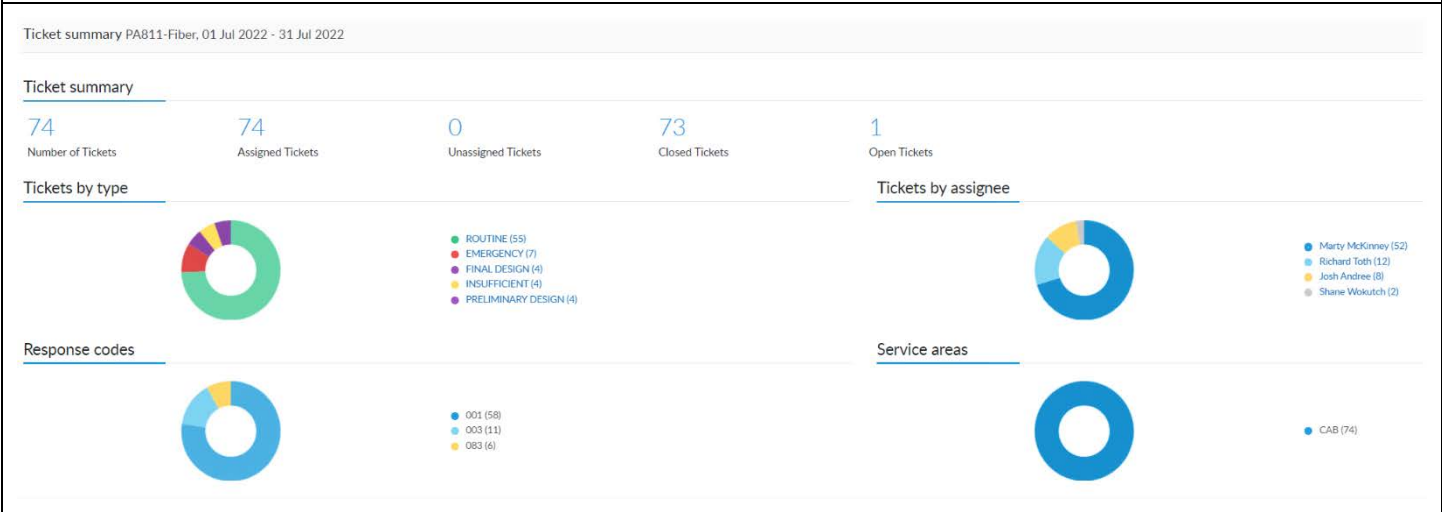 Ticket summary PA811-Fiber, 01 Jul 2022 - 31 Jul 2022
Ticket summary
74
Number of Tickets
74
Assigned Tickets
0
Unassigned Tickets
73
Closed Tickets
1
Open Tickets
Tickets by type
ROUTINE (55)
EMERGENCY (7)
FINAL DESIGN (4)
INSUFFICIENT (4)
PRELIMINARY DESIGN (4)
Tickets by assignee
Marty McKinney (52)
Richard Toth (12)
Josh Andree (8)
Shane Wokutch (2)
Response codes
001 (58)
003 (11)
083 (6)
Service areas
CAB (74)